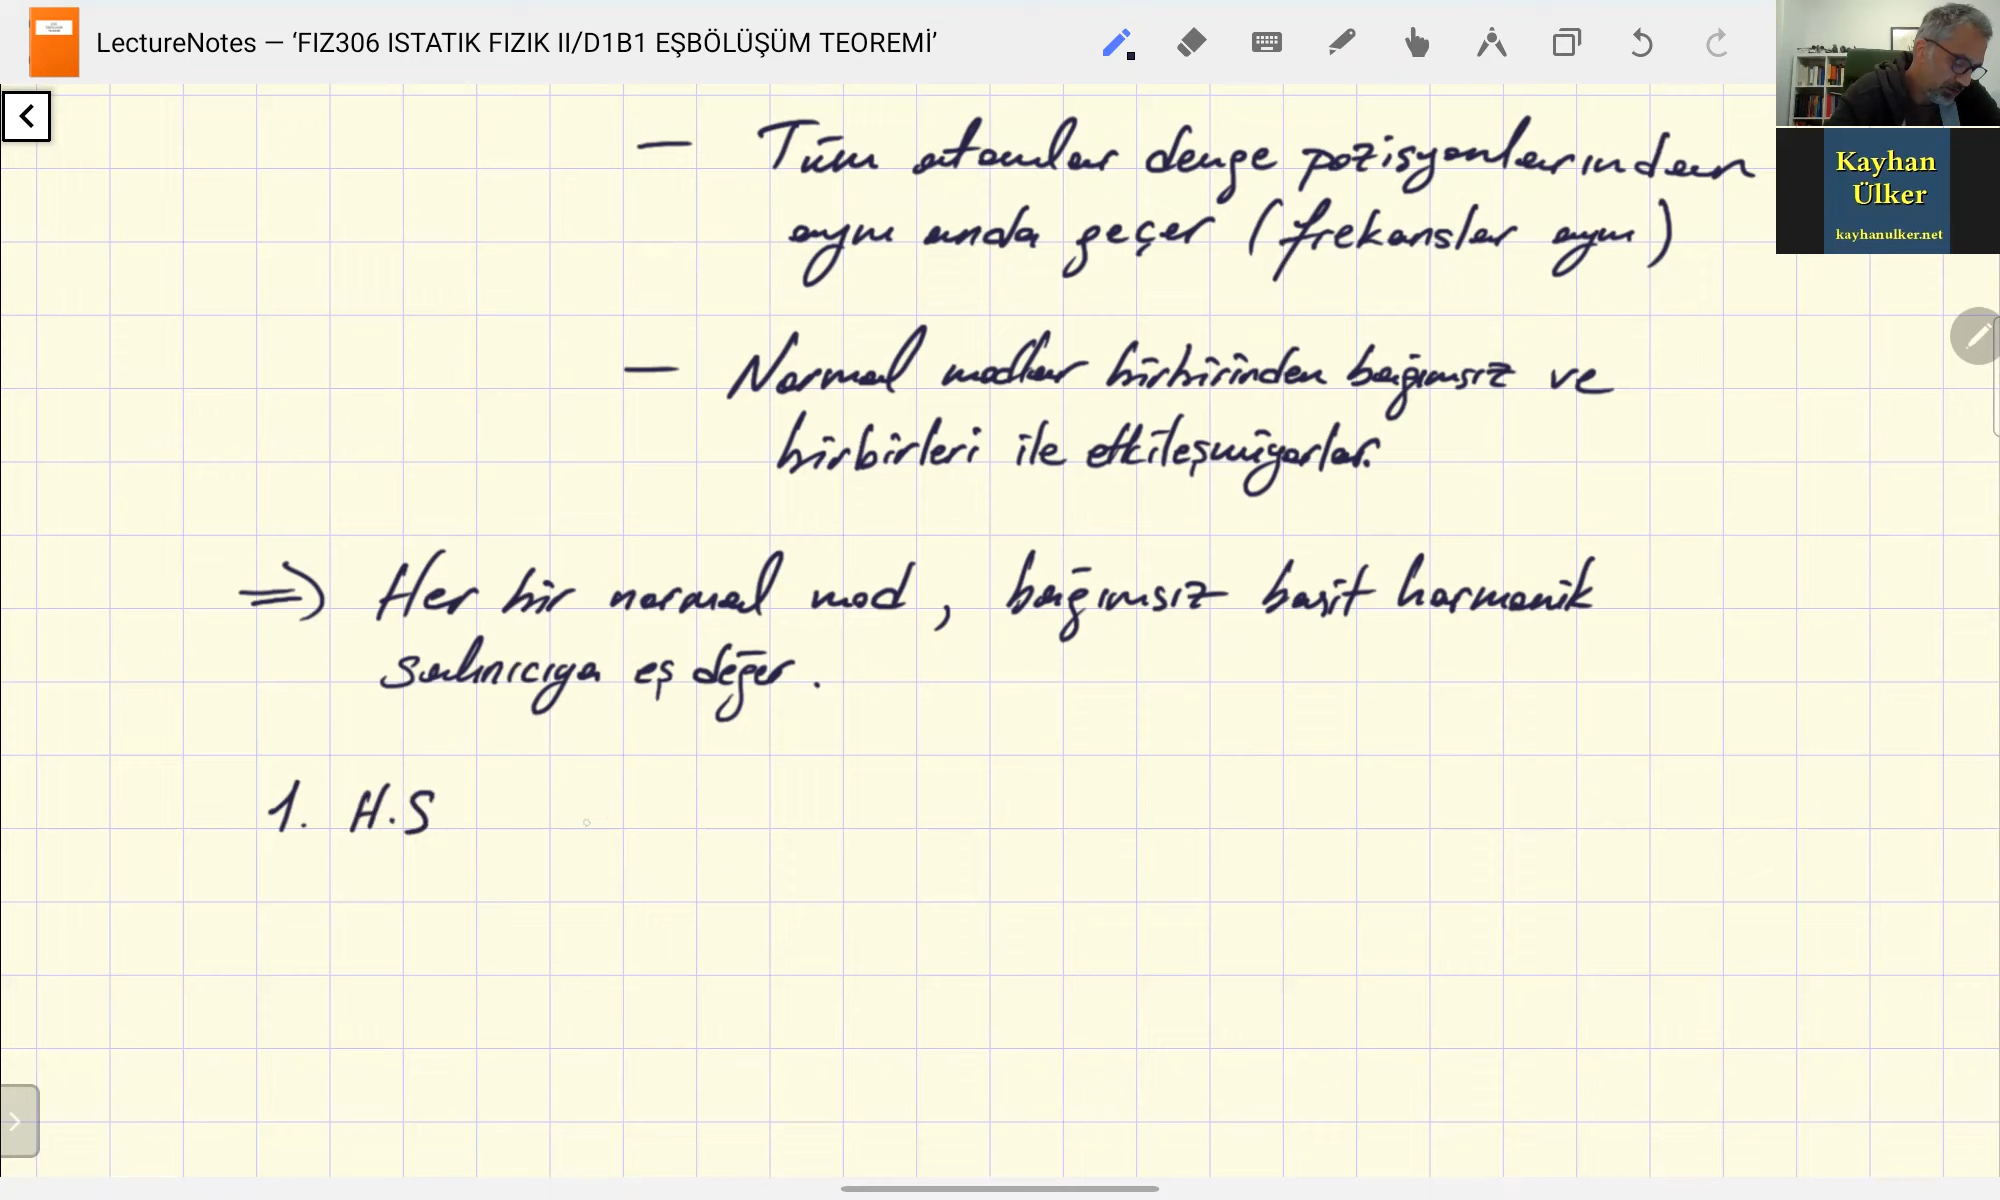 LectureNotes — ‘FIZ306 ISTATIK FIZIK II/D1B1 EŞBÖLÜŞÜM TEOREMİ’
Kayhan
Ülker
kayhanulker.net
— Tüm atomlar denge pozisyonlarından
aynı anda geçer (frekanslar aynı)
— Normal modlar birbirinden bağımsız ve
birbirleri ile etkileşmiyorlar.
⇒ Her bir normal mod, bağımsız basit harmonik
salınıcıya eş değer.
1. H.S